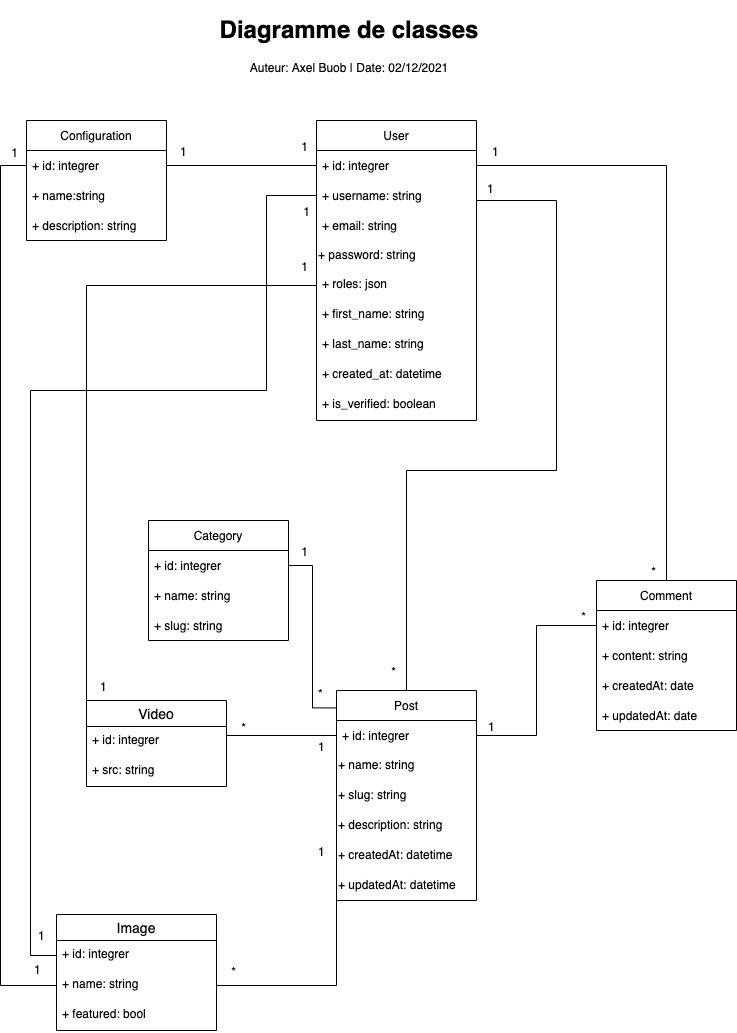 Diagramme de classes
Auteur: Axel Buob | Date: 02/12/2021
Configuration
+ id: integrer
+ name:string
+ description: string
User
+ id: integrer
+ username: string
+ email: string
+ password: string
+ roles: json
+ first_name: string
+ last_name: string
+ created_at: datetime
+ is_verified: boolean
1
1
1
1
1
1
1
Category
+ id: integrer
+ name: string
+ slug: string
1
*
Comment
+ id: integrer
+ content: string
+ createdAt: date
+ updatedAt: date
*
*
Video
+ id: integrer
+ src: string
1
*
Post
+ id: integrer
+ name: string
+ slug: string
+ description: string
+ createdAt: datetime
+ updatedAt: datetime
*
1
1
1
Image
+ id: integrer
+ name: string
+ featured: bool
1
1
*